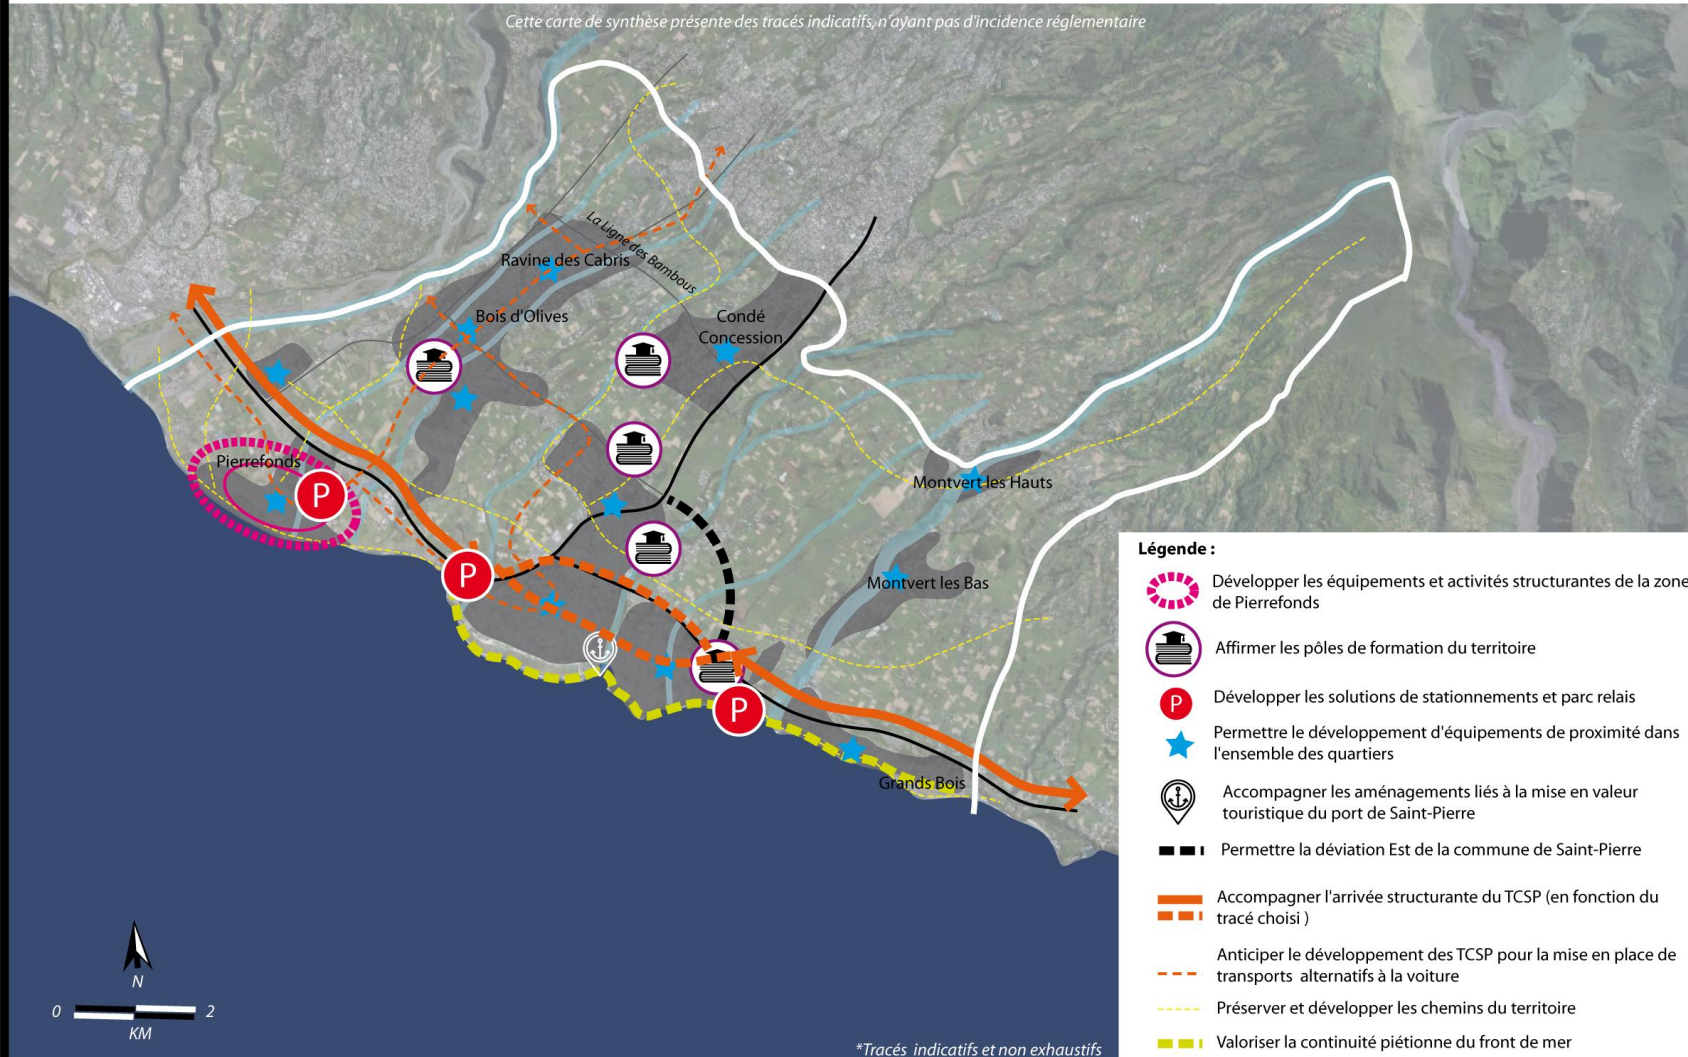 Cette carte de synthèse présente des tracés indicatifs, n'ayant pas d'incidence réglementaire
La Ligne des Bambous
Ravine des Cabris
Bois d'Olives
Condé
Concession
Pierrefonds
P
Montvert les Hauts
P
Montvert les Bas
P
Grands Bois
Légende :
Développer les équipements et activités structurantes de la zone
de Pierrefonds
Affirmer les pôles de formation du territoire
P
Développer les solutions de stationnements et parc relais
Permettre le développement d'équipements de proximité dans
l'ensemble des quartiers
Accompagner les aménagements liés à la mise en valeur
touristique du port de Saint-Pierre
Permettre la déviation Est de la commune de Saint-Pierre
Accompagner l'arrivée structurante du TCSP (en fonction du
tracé choisi )
Anticiper le développement des TCSP pour la mise en place de
transports alternatifs à la voiture
Préserver et développer les chemins du territoire
Valoriser la continuité piétionne du front de mer
N
0 2
KM
*Tracés indicatifs et non exhaustifs